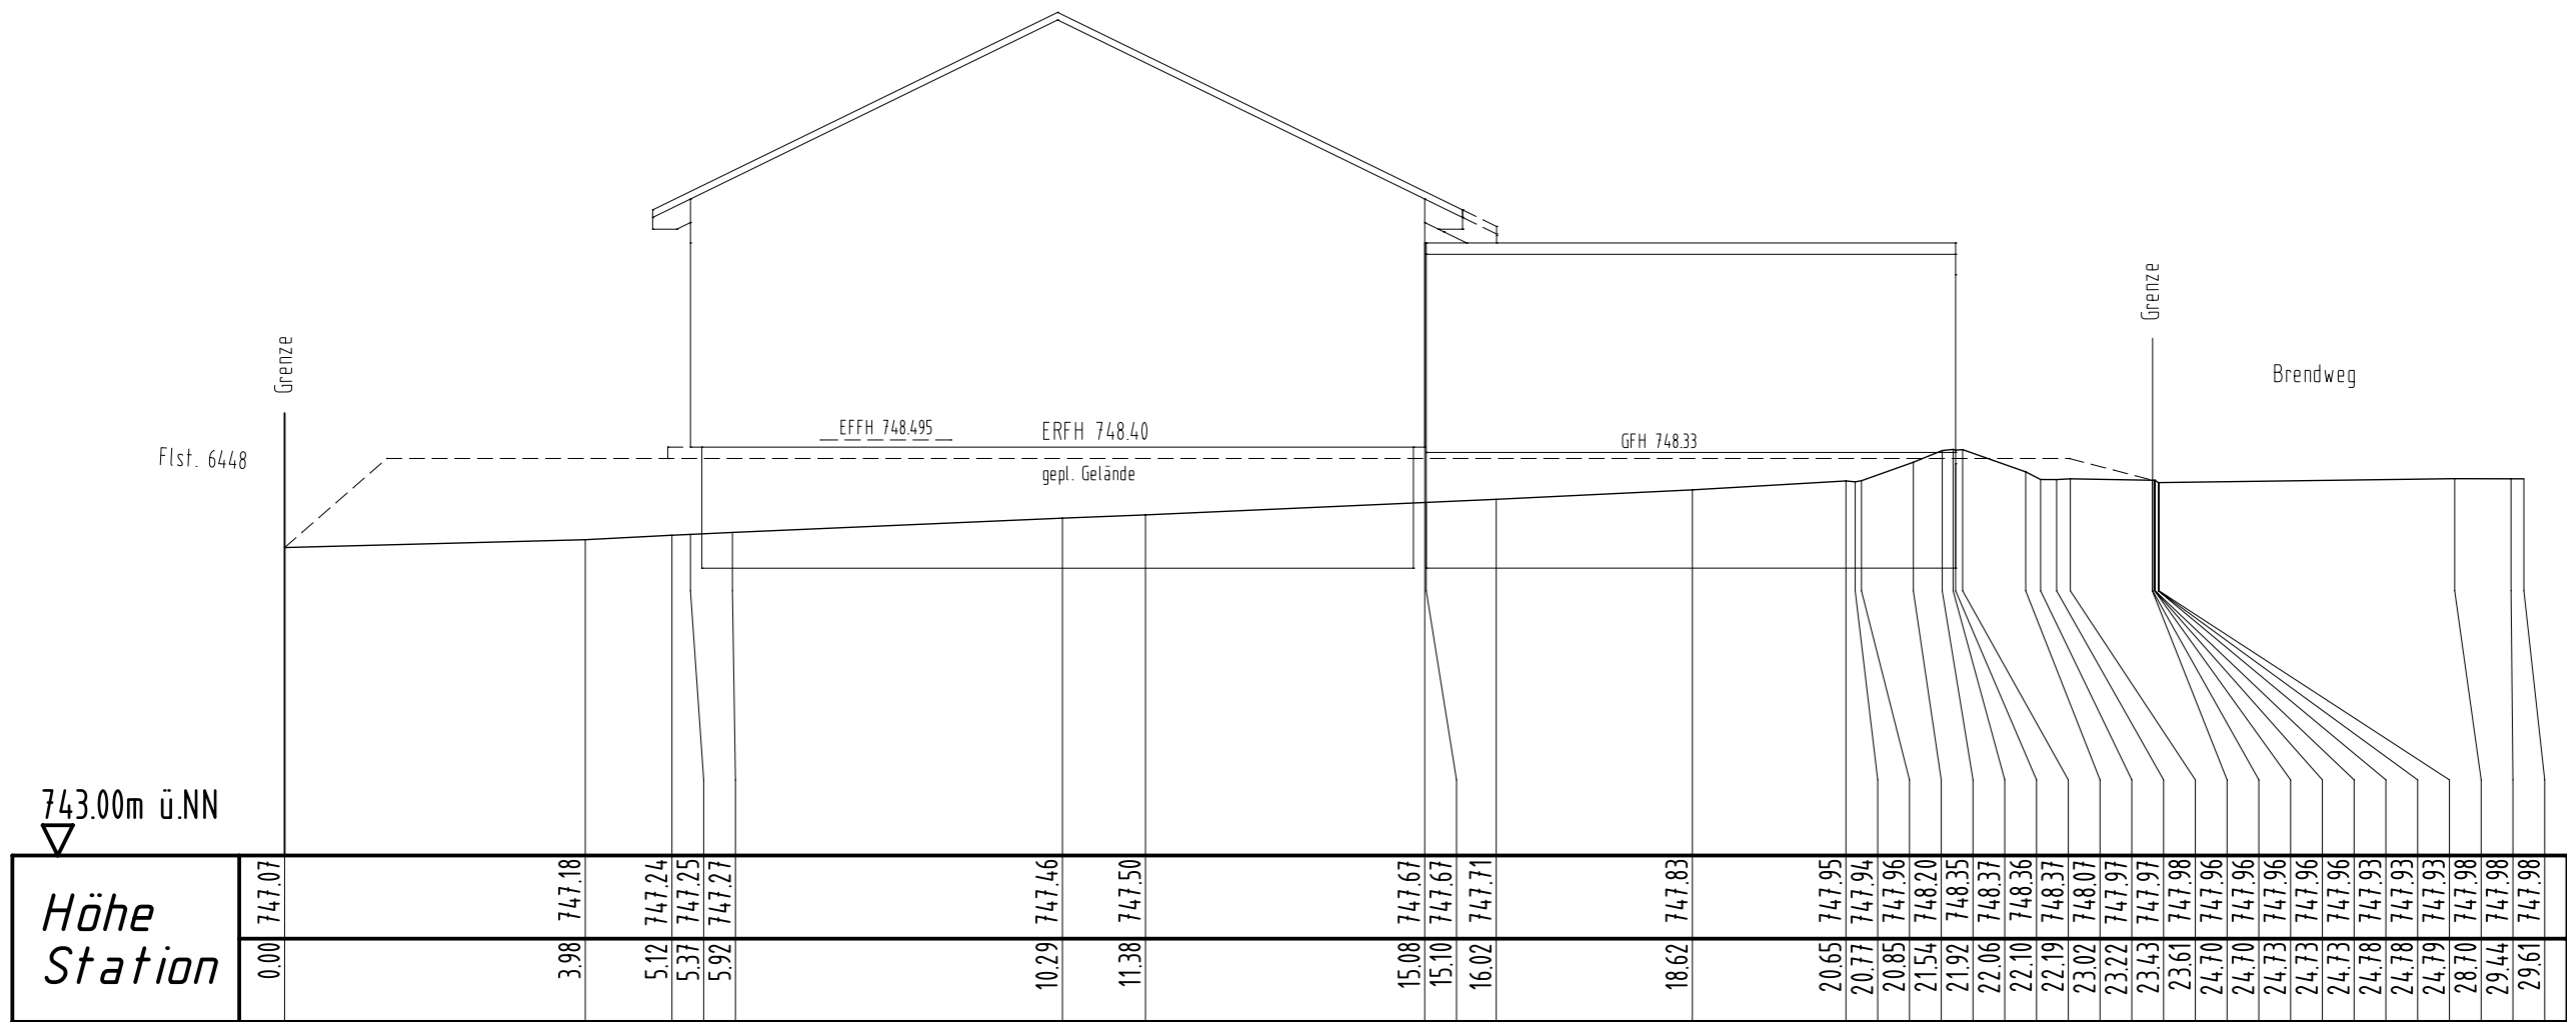 Grenze
Grenze
Brendweg
Flst. 6448
EFFH 748.495
ERFH 748.40
GFH 748.33
gepl. Gelände
743.00m ü.NN
Höhe
747.07 747.18 747.24 747.25 747.27 747.46 747.50 747.67 747.67 747.71 747.83 747.95 747.94 747.96 748.20 748.35 748.37 748.36 748.37 748.07 747.97 747.97 747.98 747.96 747.96 747.96 747.96 747.96 747.93 747.93 747.93 747.98 747.98 747.98
Station
0.00 3.98 5.12 5.37 5.92 10.29 11.38 15.08 15.10 16.02 18.62 20.65 20.77 20.85 21.54 21.92 22.06 22.10 22.19 23.02 23.22 23.43 23.61 24.70 24.70 24.73 24.73 24.73 24.78 24.78 24.79 28.70 29.44 29.61